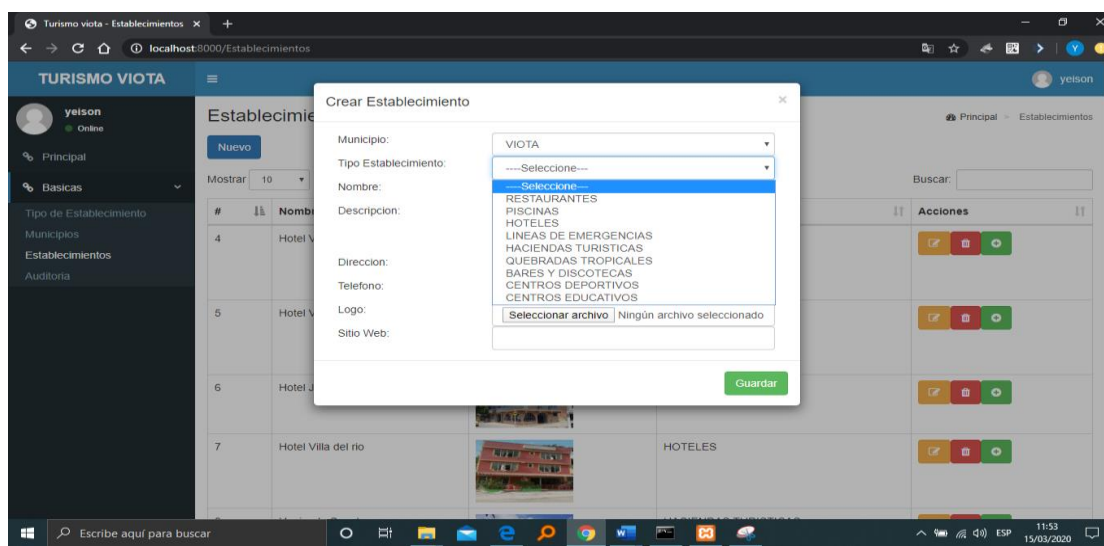 Turismo viota - Establecimientos
localhost:8000/Establecimientos
TURISMO VIOTA
yeison
yeison
Online
Principal
Basicas
Tipo de Establecimiento
Municipios
Establecimientos
Auditoria
Establecimie
Principal
Establecimientos
Nuevo
Mostrar 10
Buscar:
#
Nomb
Acciones
4
Hotel V
5
Hotel V
6
Hotel J
7
Hotel Villa del rio
HOTELES
Crear Establecimiento
Municipio:
VIOTA
Tipo Establecimiento:
----Seleccione---
----Seleccione---
RESTAURANTES
PISCINAS
HOTELES
LINEAS DE EMERGENCIAS
HACIENDAS TURISTICAS
QUEBRADAS TROPICALES
BARES Y DISCOTECAS
CENTROS DEPORTIVOS
CENTROS EDUCATIVOS
Nombre:
Descripcion:
Direccion:
Telefono:
Logo:
Seleccionar archivo Ningún archivo seleccionado
Sitio Web:
Guardar
Escribe aquí para buscar
ESP
11:53
15/03/2020